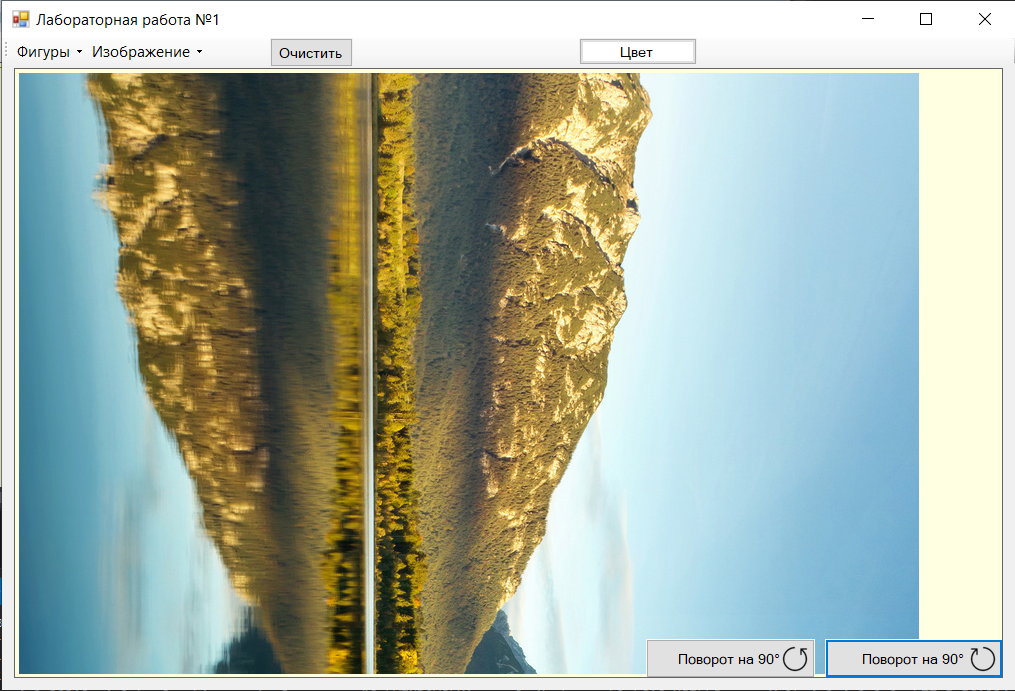 Лабораторная работа №1
Фигуры Изображение Очистить Цвет
Поворот на 90° Поворот на 90°